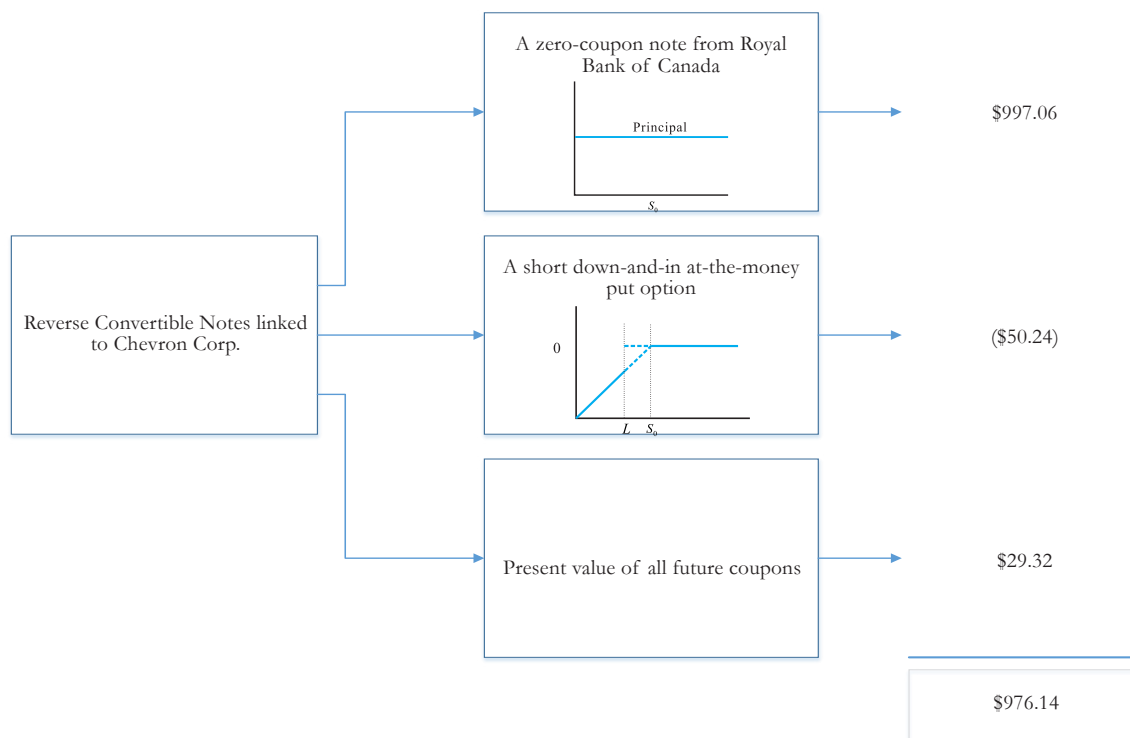 A zero-coupon note from Royal
Bank of Canada
Principal
S₀
$997.06
Reverse Convertible Notes linked
to Chevron Corp.
A short down-and-in at-the-money
put option
0
L S₀
($50.24)
Present value of all future coupons
$29.32
$976.14